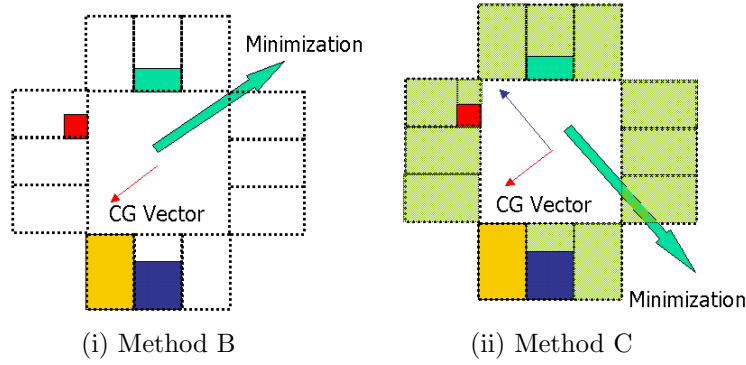 Minimization
CG Vector
(i) Method B
CG Vector
Minimization
(ii) Method C